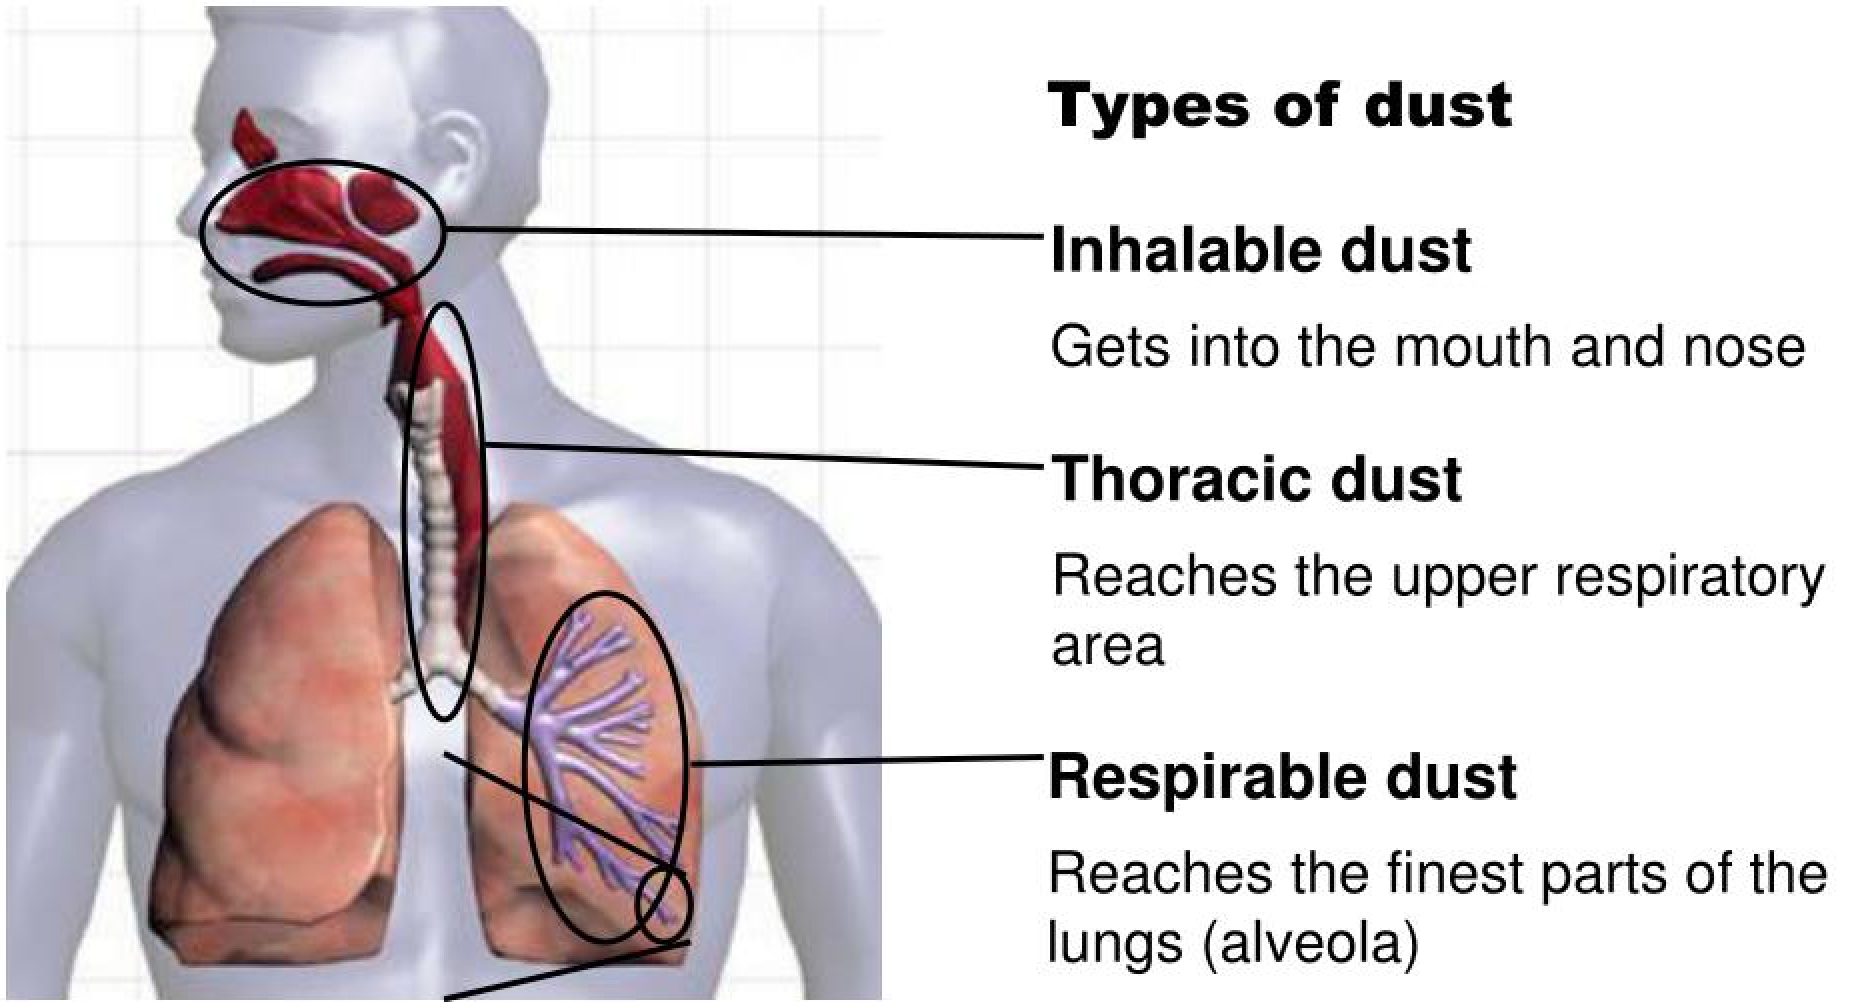 Types of dust
Inhalable dust
Gets into the mouth and nose
Thoracic dust
Reaches the upper respiratory
area
Respirable dust
Reaches the finest parts of the
lungs (alveola)